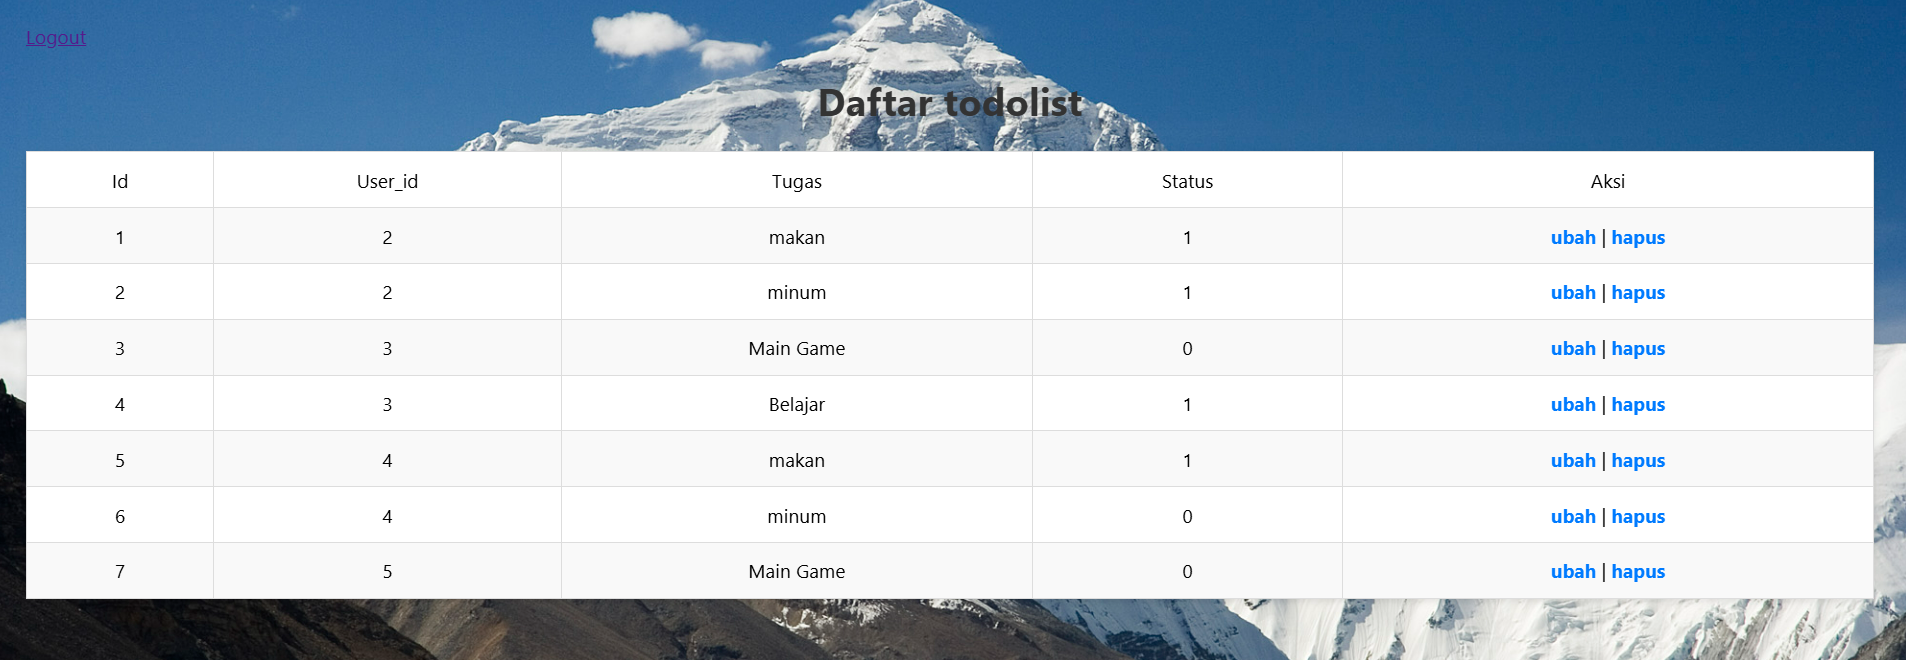 Logout
Daftar todolist
Id User_id Tugas Status Aksi
1 2 makan 1 ubah | hapus
2 2 minum 1 ubah | hapus
3 3 Main Game 0 ubah | hapus
4 3 Belajar 1 ubah | hapus
5 4 makan 1 ubah | hapus
6 4 minum 0 ubah | hapus
7 5 Main Game 0 ubah | hapus